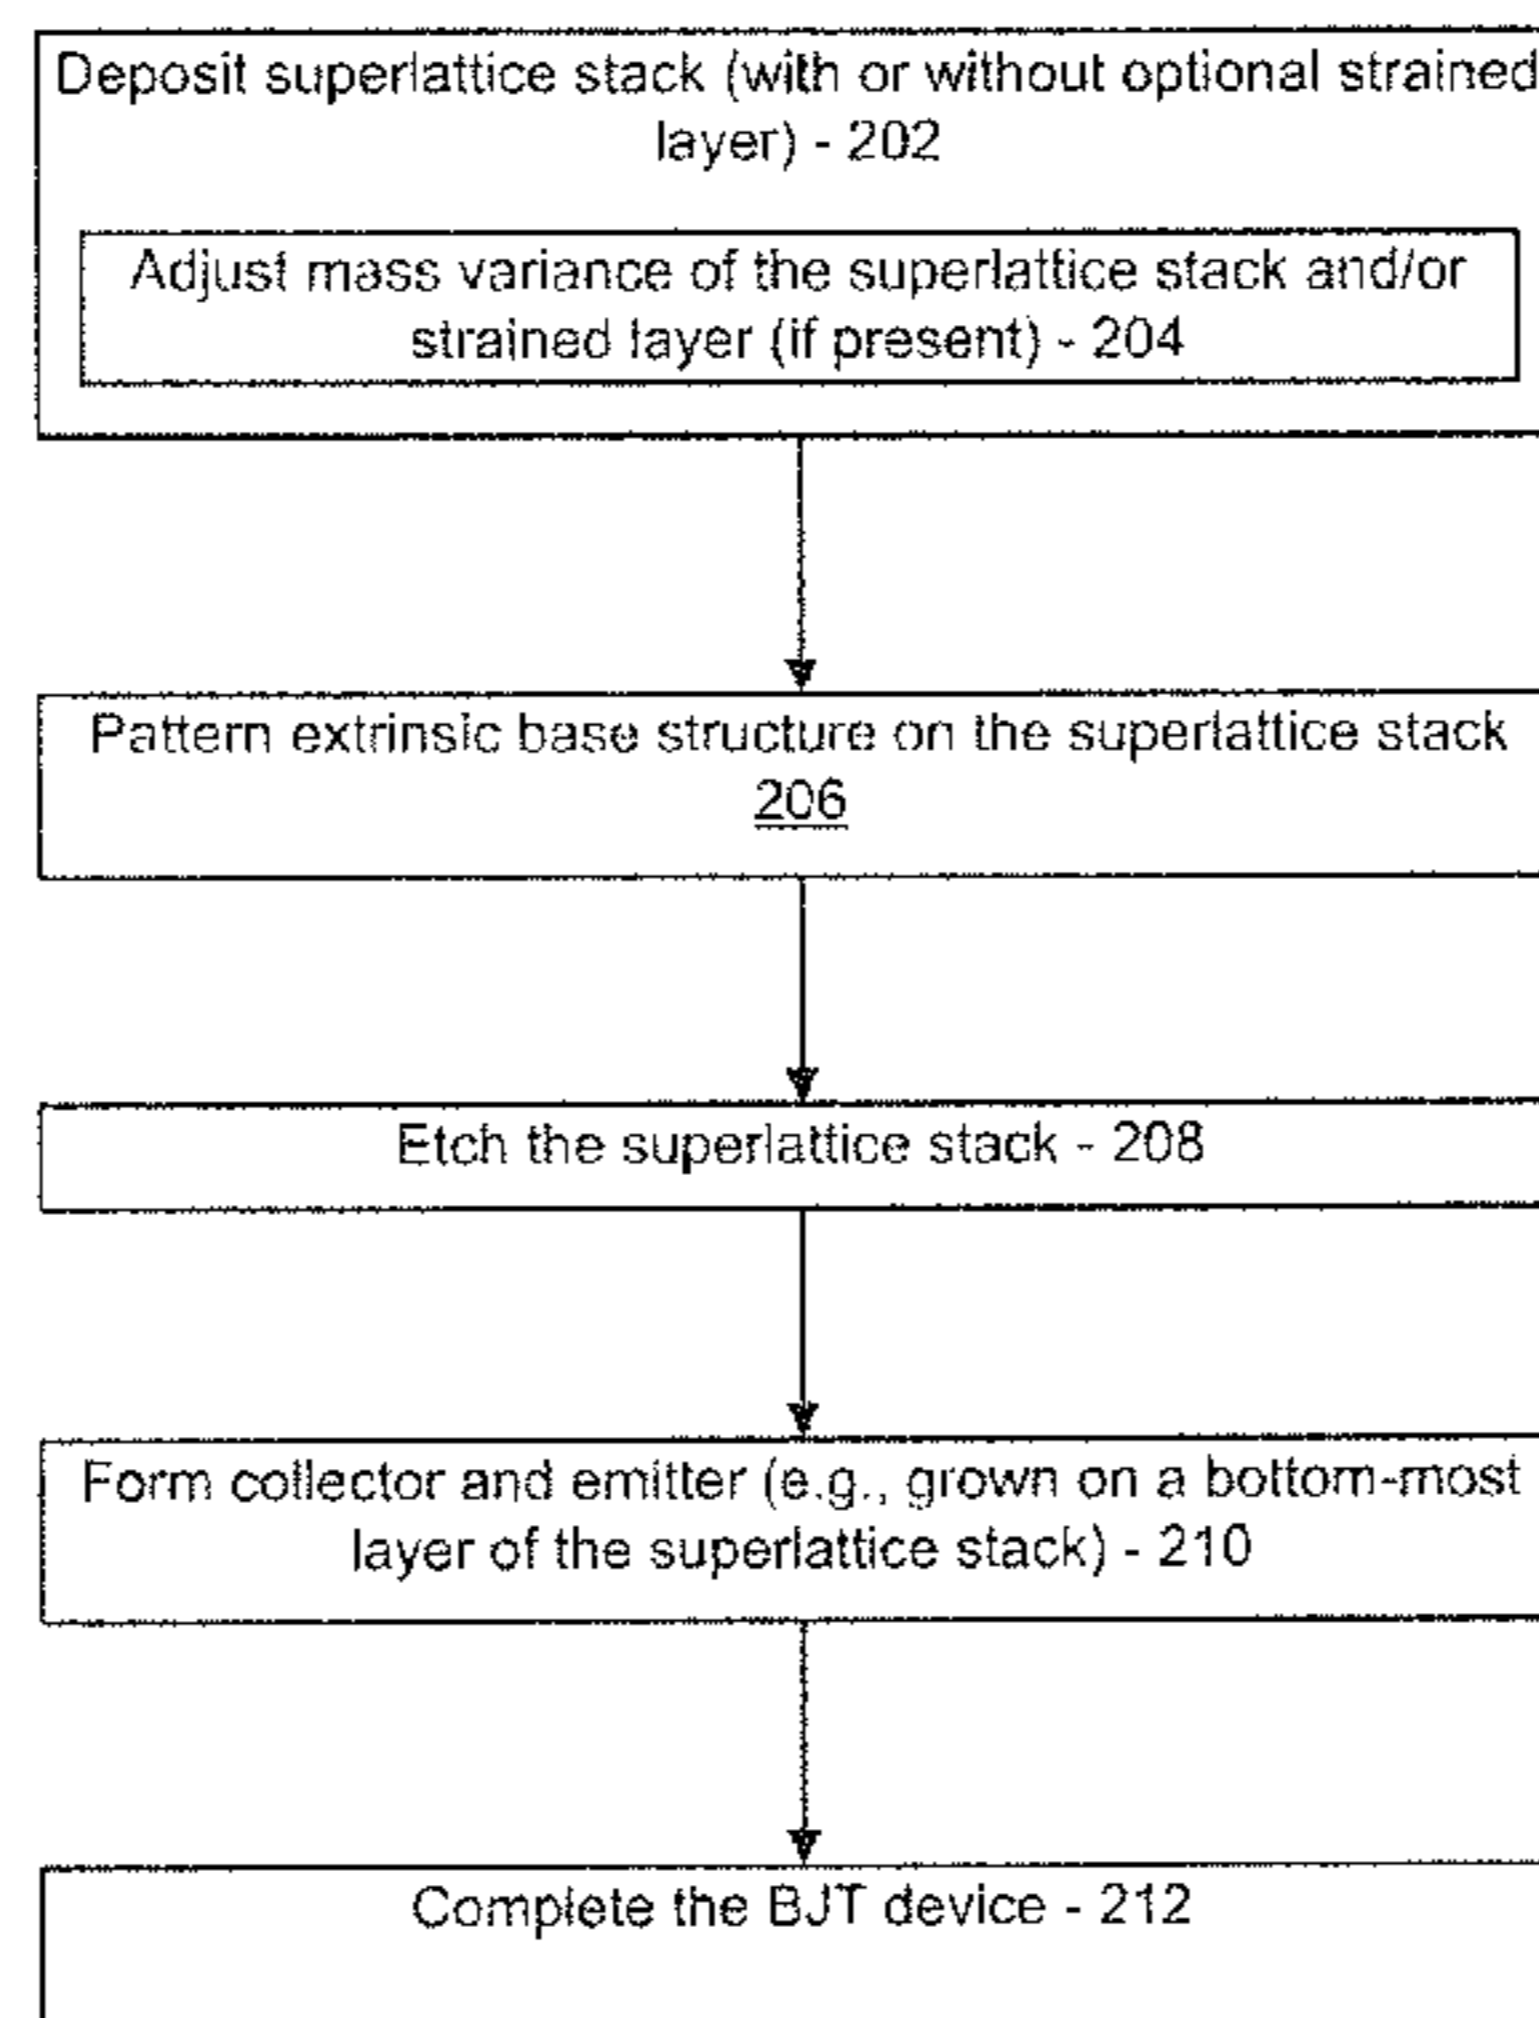 Deposit superlattice stack (with or without optional strained
layer) - 202
Adjust mass variance of the superlattice stack and/or
strained layer (if present) - 204
Pattern extrinsic base structure on the superlattice stack
206
Etch the superlattice stack - 208
Form collector and emitter (e.g., grown on a bottom-most
layer of the superlattice stack) - 210
Complete the BJT device - 212